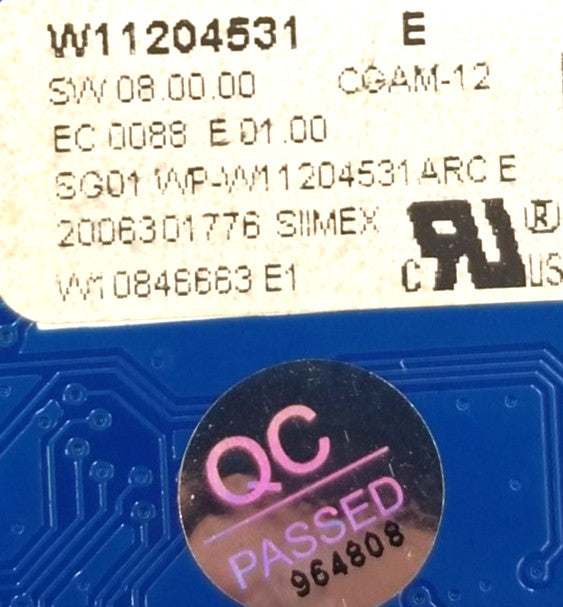 W11204531 E
SW 08.00.00 CGAM-12
EC 0088 E 01.00
SG01 WP-W11204531 ARC E
2006301776 SIIMEX
W10846663 E1
c RU ® US
QC
PASSED
964808